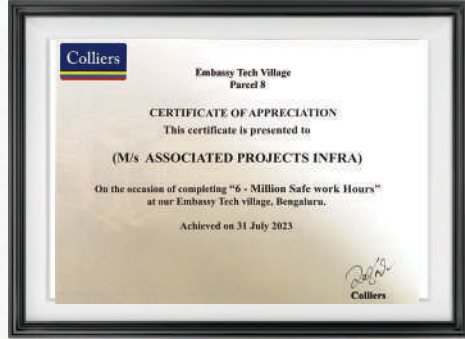 Colliers
Embassy Tech Village
Parcel 8
CERTIFICATE OF APPRECIATION
This certificate is presented to
(M/s ASSOCIATED PROJECTS INFRA)
On the occasion of completing "6 - Million Safe work Hours"
at our Embassy Tech village, Bengaluru.
Achieved on 31 July 2023
Colliers